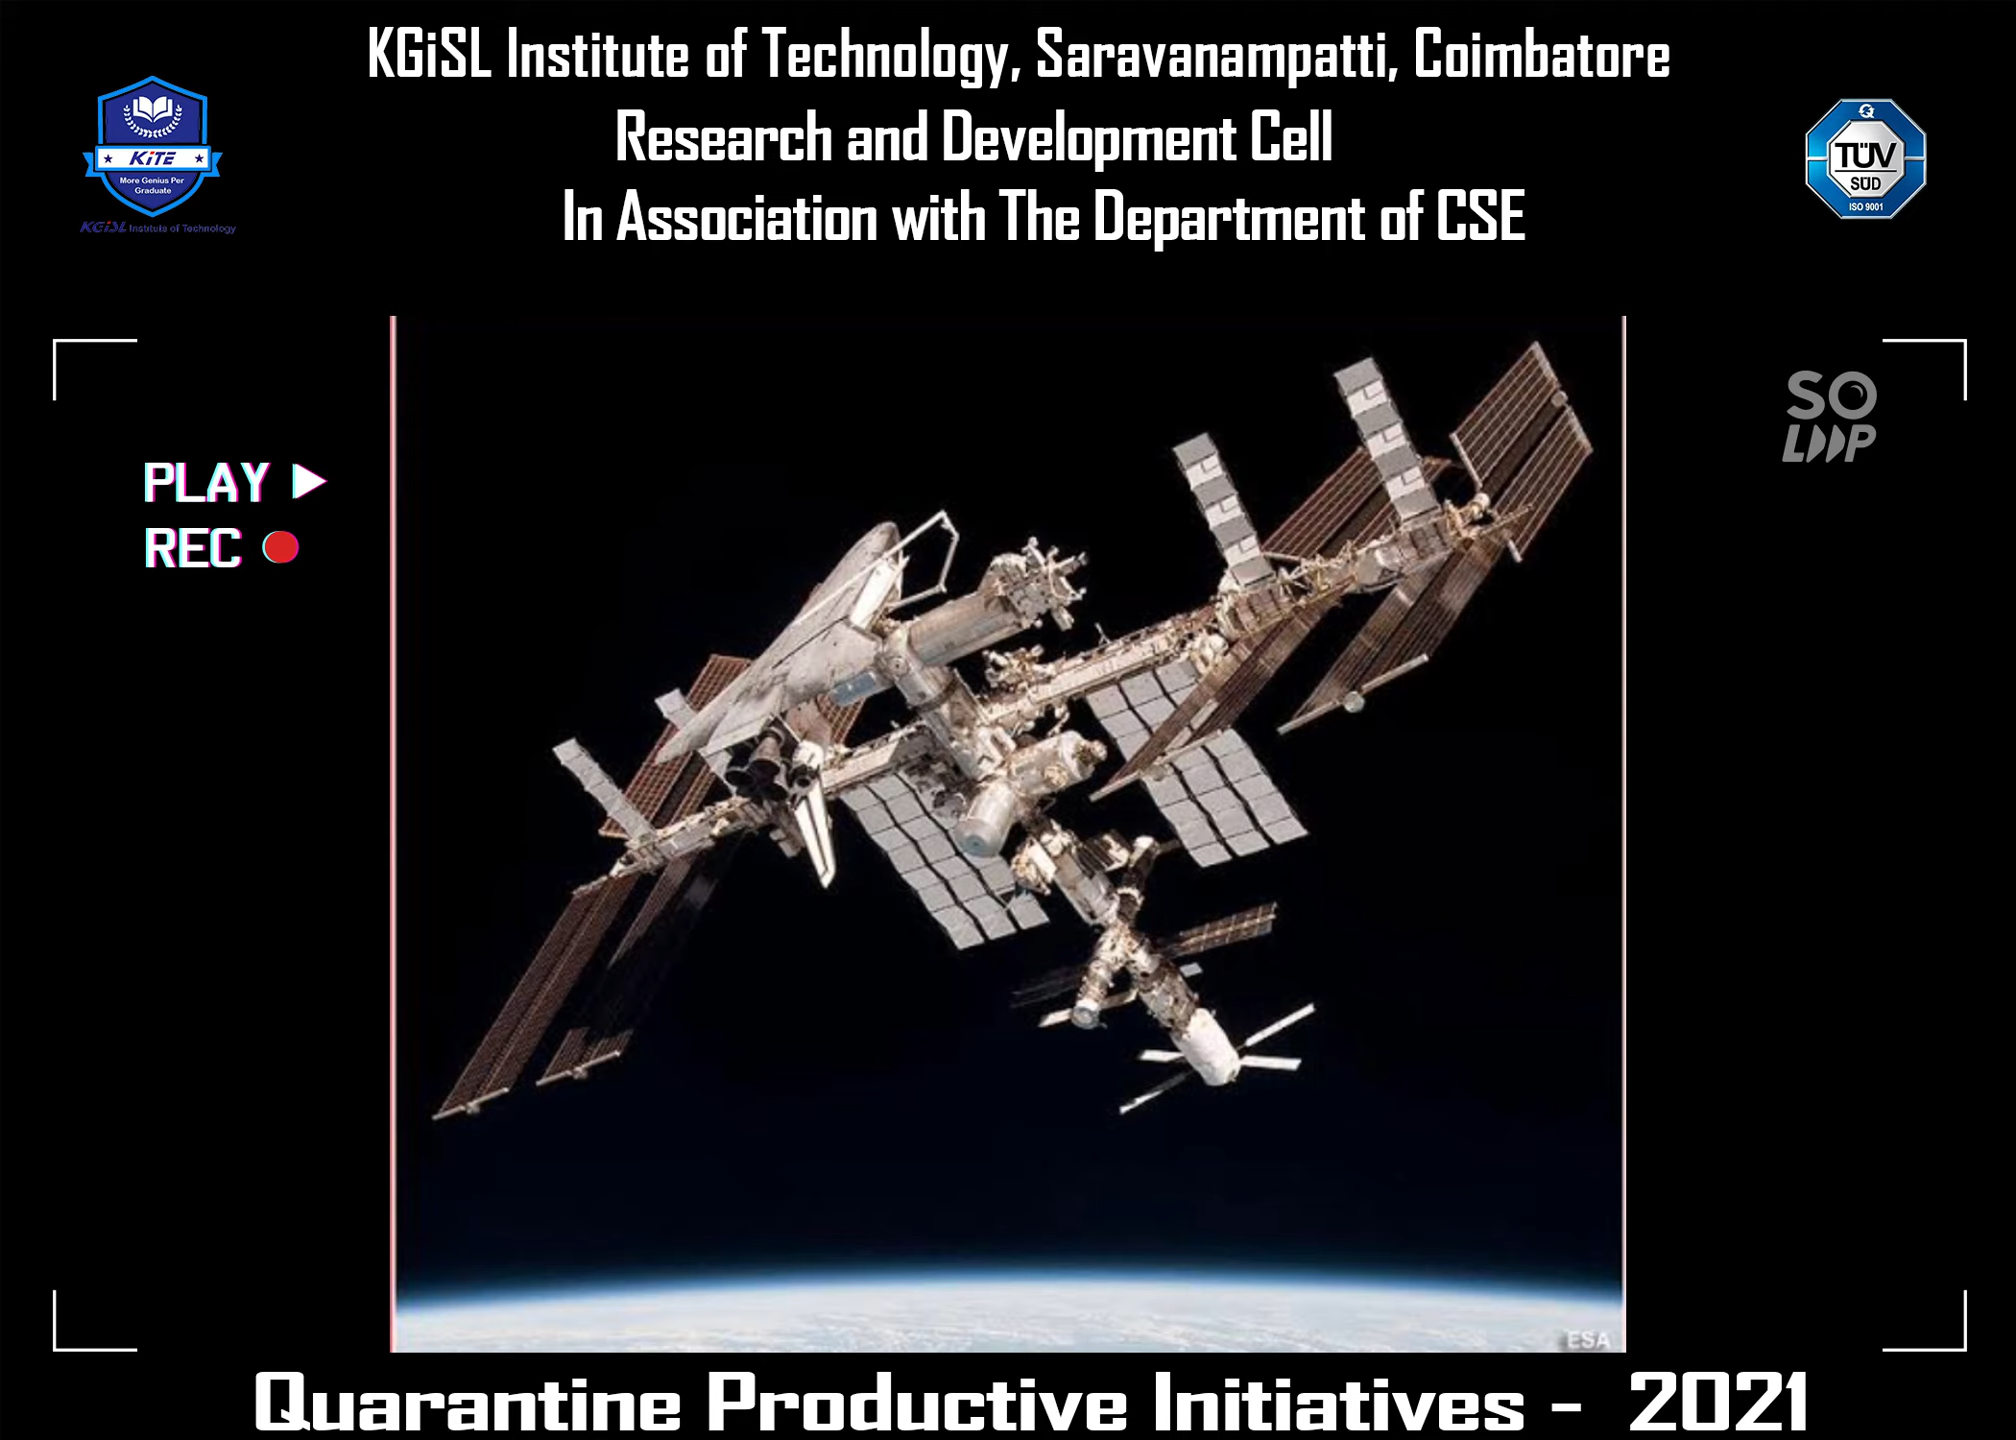 KGiSL Institute of Technology, Saravanampatti, Coimbatore
Research and Development Cell
In Association with The Department of CSE
KiTE
More Genius Per
Graduate
KGiSL Institute of Technology
TÜV
SÜD
ISO 9001
SO
LOOP
PLAY
REC
ESA
Quarantine Productive Initiatives - 2021